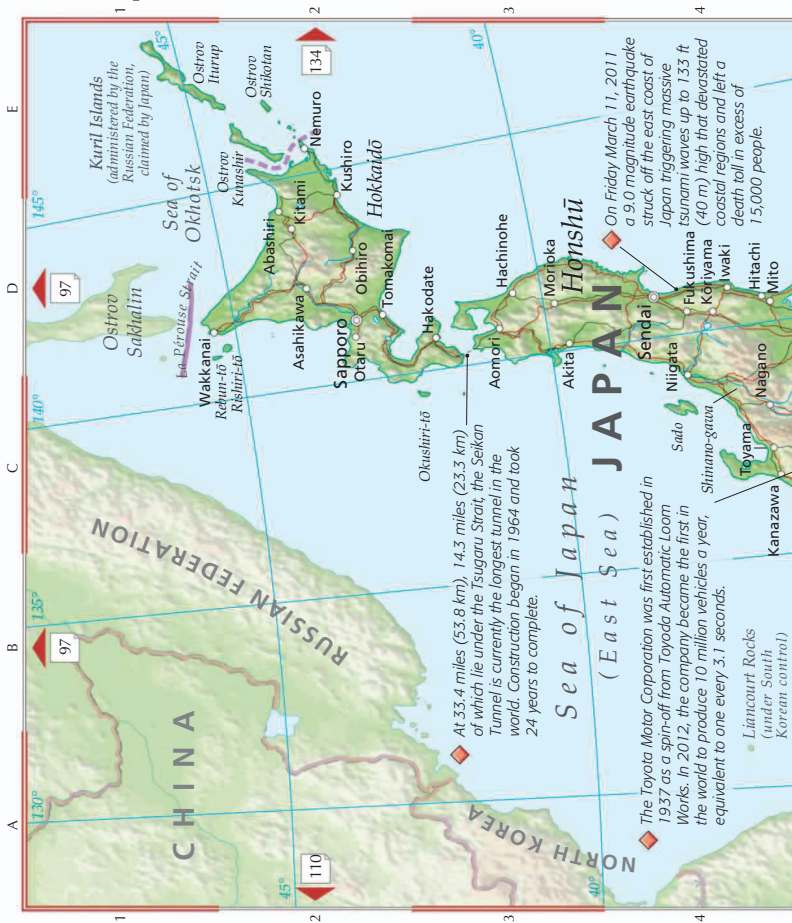 A
B
C
D
E
1
2
3
4
1
2
3
4
130°
135°
140°
145°
45°
45°
40°
40°
97
97
110
134
CHINA
RUSSIAN FEDERATION
NORTH KOREA
Ostrov
Sakhalin
La Pérouse Strait
Sea of
Okhotsk
Kuril Islands
(administered by the
Russian Federation,
claimed by Japan)
Ostrov
Iturup
Ostrov
Shikotan
Ostrov
Kunashir
Wakkanai
Rebun-tō
Rishiri-tō
Abashiri
Kitami
Nemuro
Asahikawa
Kushiro
Obihiro
Hokkaidō
Sapporo
Otaru
Tomakomai
Hakodate
Okushiri-tō
At 33.4 miles (53.8 km), 14.3 miles (23.3 km)
of which lie under the Tsugaru Strait, the Seikan
Tunnel is currently the longest tunnel in the
world. Construction began in 1964 and took
24 years to complete.
Aomori
Hachinohe
Morioka
Akita
Honshū
JAPAN
Sea of Japan
(East Sea)
Sendai
Fukushima
Koriyama
Iwaki
Hitachi
Mito
Niigata
Sado
Shinano-gawa
Nagano
Toyama
Kanazawa
On Friday March 11, 2011
a 9.0 magnitude earthquake
struck off the east coast of
Japan triggering massive
tsunami waves up to 133 ft
(40 m) high that devastated
coastal regions and left a
death toll in excess of
15,000 people.
The Toyota Motor Corporation was first established in
1937 as a spin-off from Toyoda Automatic Loom
Works. In 2012, the company became the first in
the world to produce 10 million vehicles a year,
equivalent to one every 3.1 seconds.
Liancourt Rocks
(under South
Korean control)